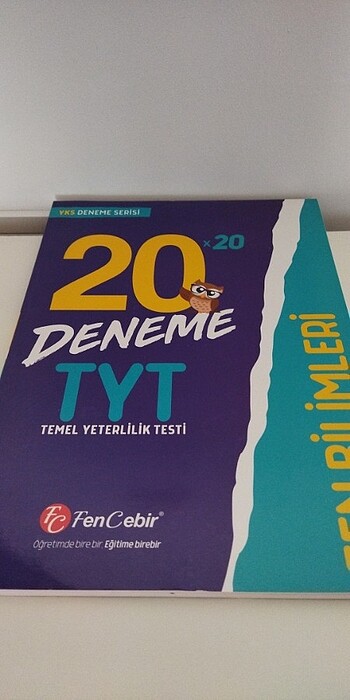 YKS DENEME SERİSİ
20 x20
DENEME
TYT
TEMEL YETERLİLİK TESTİ
FC FenCebir®
Öğretimde bire bir, Eğitime birebir
FEN BİLİMLERİ